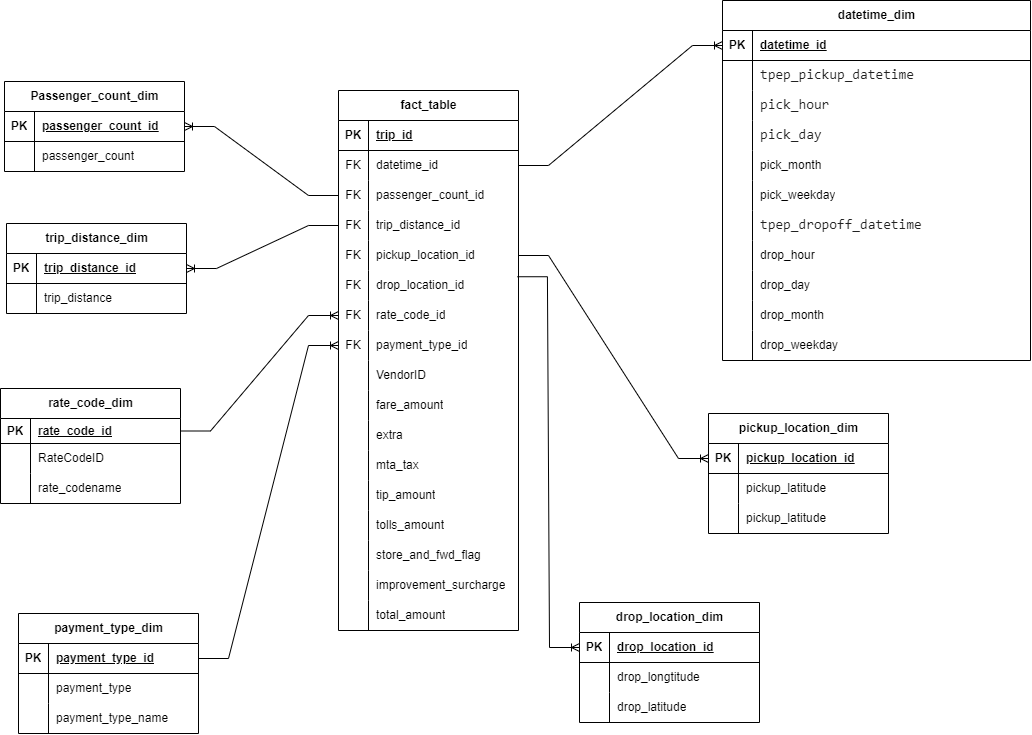 datetime_dim
PK datetime_id
tpep_pickup_datetime
pick_hour
pick_day
pick_month
pick_weekday
tpep_dropoff_datetime
drop_hour
drop_day
drop_month
drop_weekday
Passenger_count_dim
PK passenger_count_id
passenger_count
fact_table
PK trip_id
FK datetime_id
FK passenger_count_id
FK trip_distance_id
FK pickup_location_id
FK drop_location_id
FK rate_code_id
FK payment_type_id
VendorID
fare_amount
extra
mta_tax
tip_amount
tolls_amount
store_and_fwd_flag
improvement_surcharge
total_amount
trip_distance_dim
PK trip_distance_id
trip_distance
rate_code_dim
PK rate_code_id
RateCodeID
rate_codename
pickup_location_dim
PK pickup_location_id
pickup_latitude
pickup_latitude
payment_type_dim
PK payment_type_id
payment_type
payment_type_name
drop_location_dim
PK drop_location_id
drop_longtitude
drop_latitude